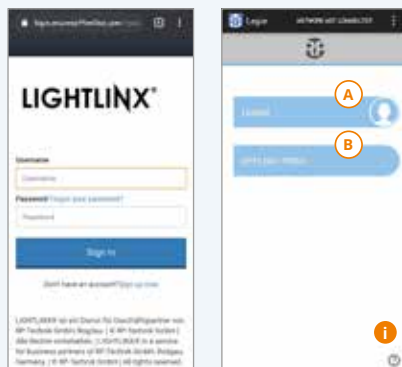 LIGHTLINX®
Username
Username
Password Forgot your password?
Password
Sign in
Don't have an account? Sign up now
LIGHTLINX® ist ein Dienst für Geschäftspartner von
RP-Technik GmbH, Rodgau. | © RP-Technik GmbH |
Alle Rechte vorbehalten. | LIGHTLINX® is a service
for business partners of RP-Technik GmbH, Rodgau,
Germany. | © RP-Technik GmbH | All rights reserved.
Login
NETWORK NOT CONNECTED
A
B
i